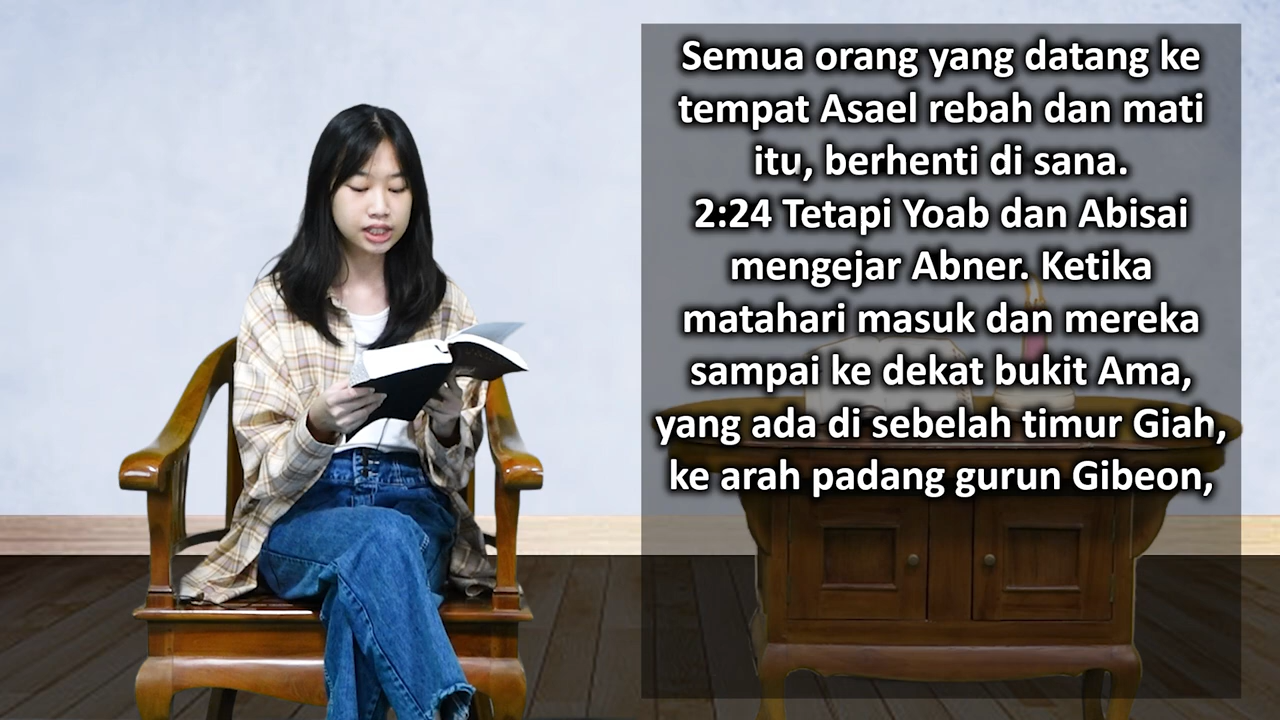 Semua orang yang datang ke
tempat Asael rebah dan mati
itu, berhenti di sana.
2:24 Tetapi Yoab dan Abisai
mengejar Abner. Ketika
matahari masuk dan mereka
sampai ke dekat bukit Ama,
yang ada di sebelah timur Giah,
ke arah padang gurun Gibeon,